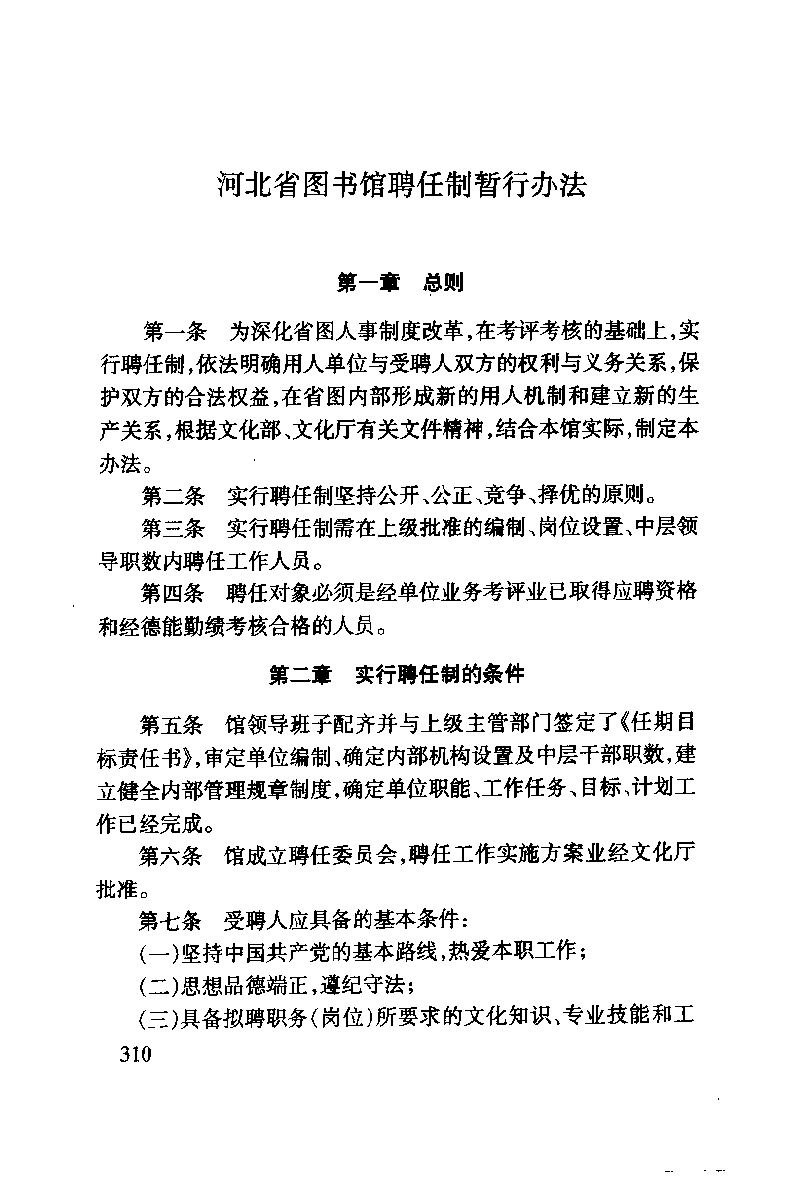 河北省图书馆聘任制暂行办法
第一章　总则
第一条　为深化省图人事制度改革,在考评考核的基础上,实
行聘任制,依法明确用人单位与受聘人双方的权利与义务关系,保
护双方的合法权益,在省图内部形成新的用人机制和建立新的生
产关系,根据文化部、文化厅有关文件精神,结合本馆实际,制定本
办法。
第二条　实行聘任制坚持公开、公正、竞争、择优的原则。
第三条　实行聘任制需在上级批准的编制、岗位设置、中层领
导职数内聘任工作人员。
第四条　聘任对象必须是经单位业务考评业已取得应聘资格
和经德能勤绩考核合格的人员。
第二章　实行聘任制的条件
第五条　馆领导班子配齐并与上级主管部门签定了《任期目
标责任书》,审定单位编制、确定内部机构设置及中层干部职数,建
立健全内部管理规章制度,确定单位职能、工作任务、目标、计划工
作已经完成。
第六条　馆成立聘任委员会,聘任工作实施方案业经文化厅
批准。
第七条　受聘人应具备的基本条件:
(一)坚持中国共产党的基本路线,热爱本职工作;
(二)思想品德端正,遵纪守法;
(三)具备拟聘职务(岗位)所要求的文化知识、专业技能和工
310